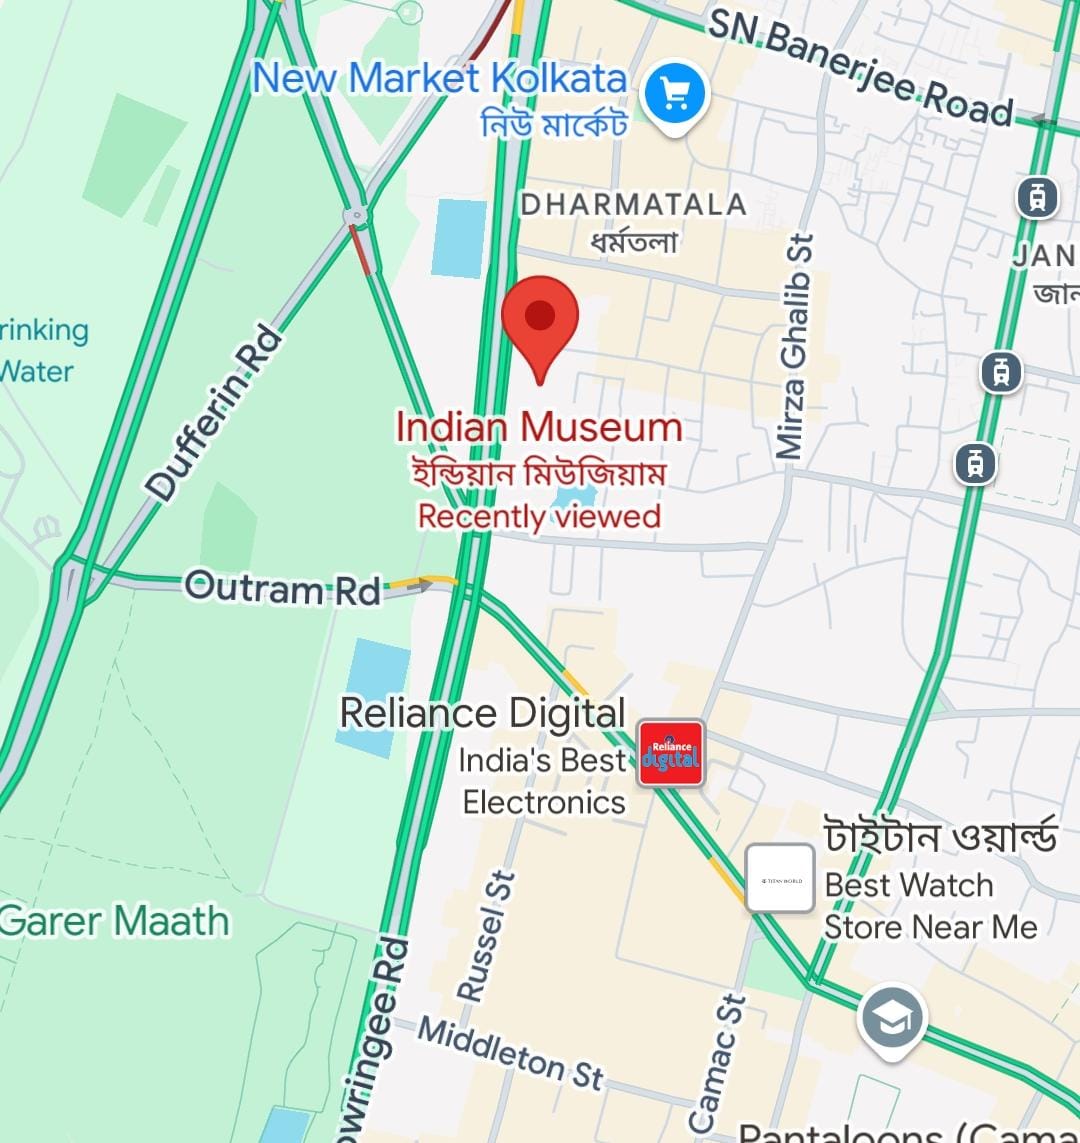 SN Banerjee Road
New Market Kolkata
নিউ মার্কেট
DHARMATALA
ধর্মতলা
JAN
জান
Mirza Ghalib St
rinking
Water
Dufferin Rd
Indian Museum
ইন্ডিয়ান মিউজিয়াম
Recently viewed
Outram Rd
Reliance Digital
India's Best
Electronics
Reliance
digital
টাইটান ওয়ার্ল্ড
Best Watch
Store Near Me
TITAN WORLD
Garer Maath
Russel St
owringee Rd
Middleton St
Camac St
Pantaloons (Cama